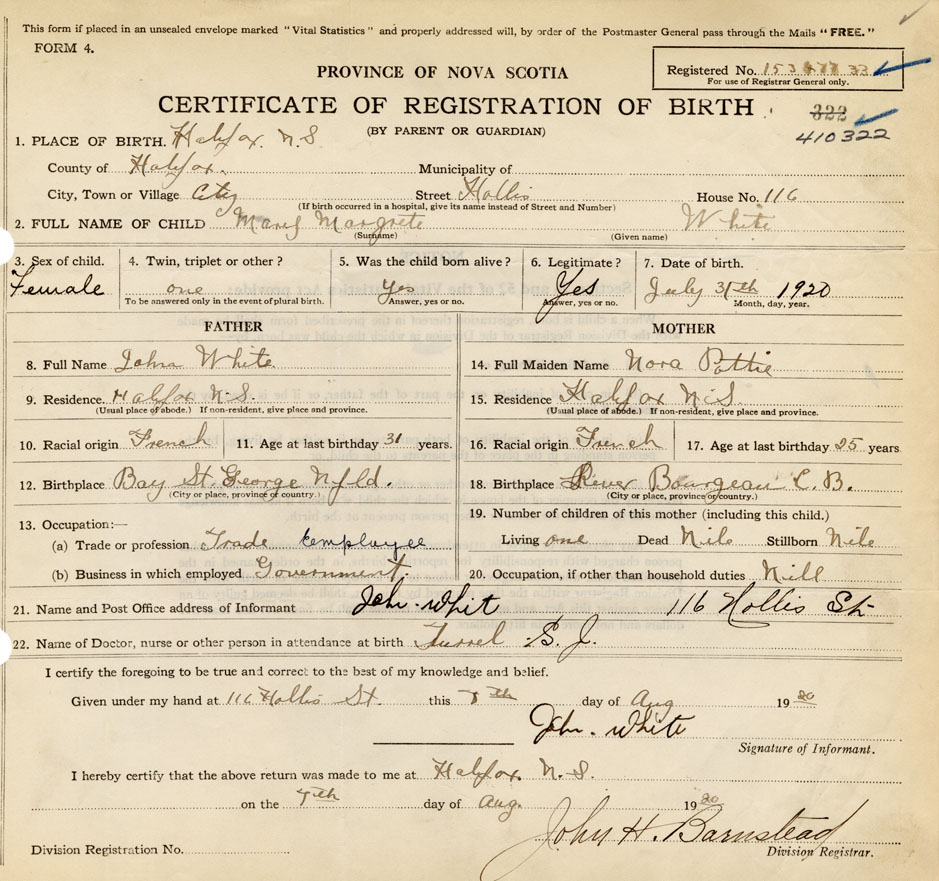 This form if placed in an unsealed envelope marked "Vital Statistics" and properly addressed will, by order of the Postmaster General pass through the Mails "FREE."
FORM 4.
PROVINCE OF NOVA SCOTIA
Registered No.
For use of Registrar General only.
CERTIFICATE OF REGISTRATION OF BIRTH
322
410322
(BY PARENT OR GUARDIAN)
1. PLACE OF BIRTH. Halifax. N.S
County of Halifax. Municipality of
City, Town or Village City Street Hollis House No. 116
(If birth occurred in a hospital, give its name instead of Street and Number)
2. FULL NAME OF CHILD Mary Margrete White
(Surname) (Given name)
3. Sex of child. 4. Twin, triplet or other? 5. Was the child born alive? 6. Legitimate? 7. Date of birth.
Female one yes Yes July 31th 1920
To be answered only in the event of plural birth. Answer, yes or no. Answer, yes or no. Month, day, year.
FATHER MOTHER
8. Full Name John White 14. Full Maiden Name Nora Pottie
9. Residence. Halifax N.S. 15. Residence Halifax N.S
(Usual place of abode.) If non-resident, give place and province. (Usual place of abode.) If non-resident, give place and province.
10. Racial origin French 11. Age at last birthday 31 years. 16. Racial origin French 17. Age at last birthday 25 years
12. Birthplace Bay St. George Nfld. 18. Birthplace River Bourgeau C.B.
(City or place, province or country.) (City or place, province or country.)
13. Occupation:— 19. Number of children of this mother (including this child.)
(a) Trade or profession Trade employee Living one Dead Nile Stillborn Nile
(b) Business in which employed Government. 20. Occupation, if other than household duties Nill
21. Name and Post Office address of Informant John. Whit 116 Hollis St.
22. Name of Doctor, nurse or other person in attendance at birth S. J.
I certify the foregoing to be true and correct to the best of my knowledge and belief.
Given under my hand at 116 Hollis St. this day of Aug 1920
John. White
Signature of Informant.
I hereby certify that the above return was made to me at Halifax N.S.
on the 7th day of Aug. 1920
John H. Barnstead
Division Registration No. Division Registrar.